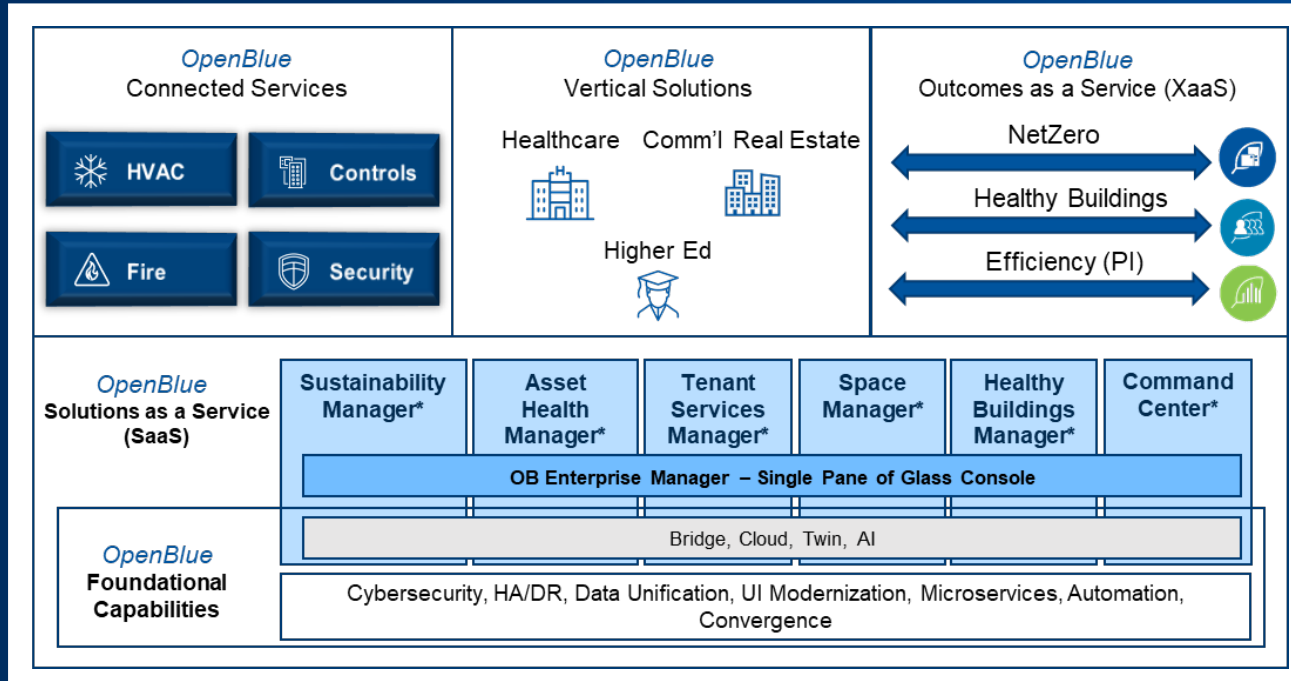 OpenBlue
Connected Services
HVAC
Controls
Fire
Security
OpenBlue
Vertical Solutions
Healthcare
Comm'l Real Estate
H
Higher Ed
OpenBlue
Outcomes as a Service (XaaS)
NetZero
Healthy Buildings
Efficiency (PI)
OpenBlue
Solutions as a Service
(SaaS)
Sustainability
Manager*
Asset
Health
Manager*
Tenant
Services
Manager*
Space
Manager*
Healthy
Buildings
Manager*
Command
Center*
OB Enterprise Manager – Single Pane of Glass Console
OpenBlue
Foundational
Capabilities
Bridge, Cloud, Twin, AI
Cybersecurity, HA/DR, Data Unification, UI Modernization, Microservices, Automation,
Convergence